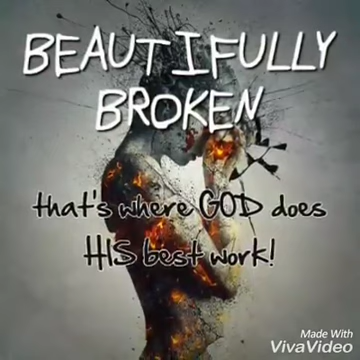 BEAUTIFULLY
BROKEN
that's where GOD does
HIS best work!
Made With
VivaVideo